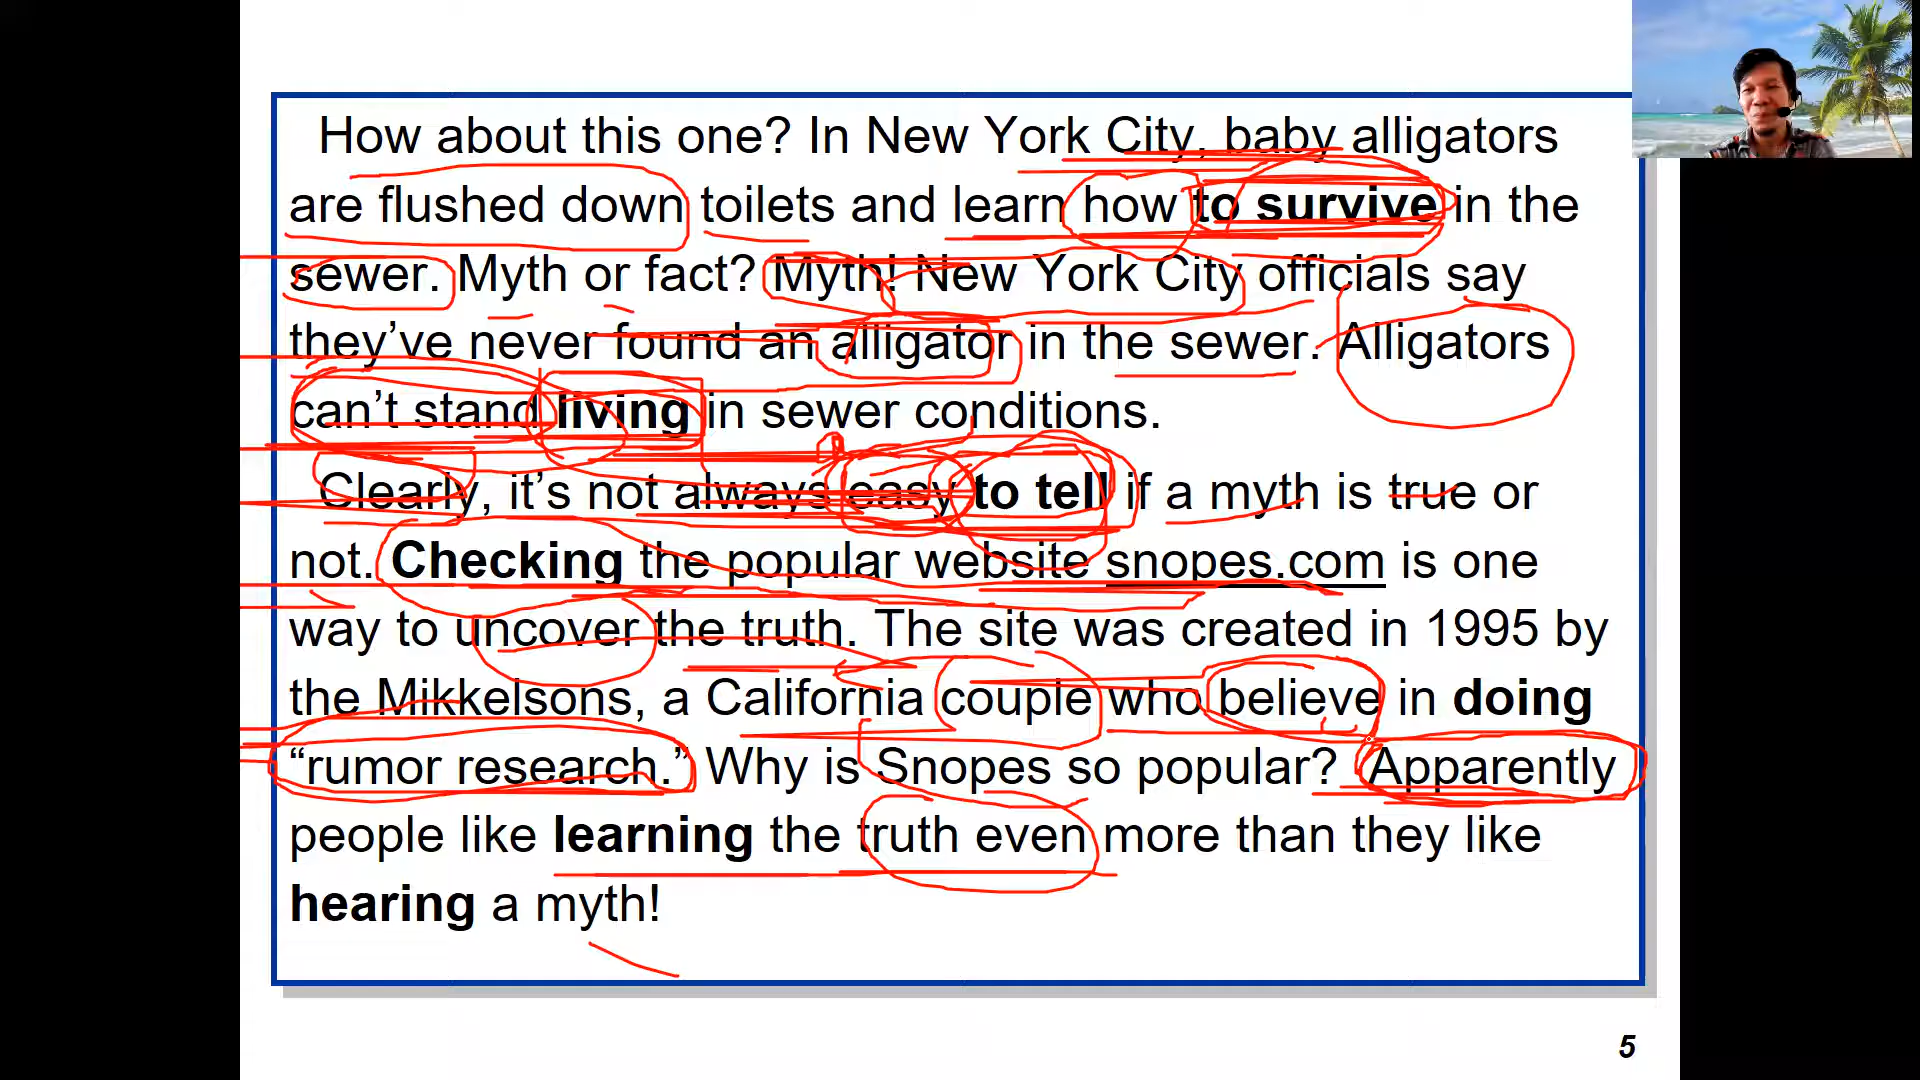 How about this one? In New York City, baby alligators
are flushed down toilets and learn how to survive in the
sewer. Myth or fact? Myth! New York City officials say
they’ve never found an alligator in the sewer. Alligators
can’t stand living in sewer conditions.
Clearly, it’s not always easy to tell if a myth is true or
not. Checking the popular website snopes.com is one
way to uncover the truth. The site was created in 1995 by
the Mikkelsons, a California couple who believe in doing
“rumor research.” Why is Snopes so popular? Apparently
people like learning the truth even more than they like
hearing a myth!
5